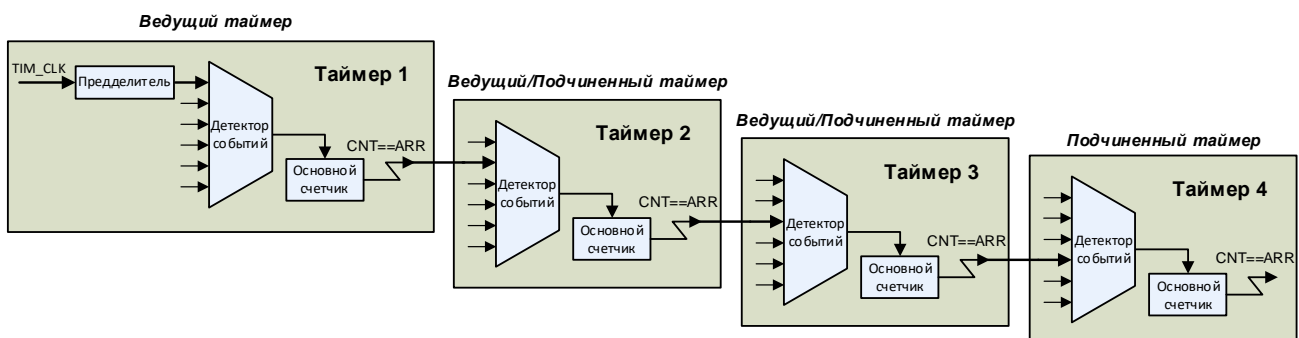 Ведущий таймер
TIM_CLK
Предделитель
Таймер 1
Детектор
событий
CNT==ARR
Основной
счетчик
Ведущий/Подчиненный таймер
Таймер 2
Детектор
событий
CNT==ARR
Основной
счетчик
Ведущий/Подчиненный таймер
Таймер 3
Детектор
событий
CNT==ARR
Основной
счетчик
Подчиненный таймер
Таймер 4
Детектор
событий
CNT==ARR
Основной
счетчик